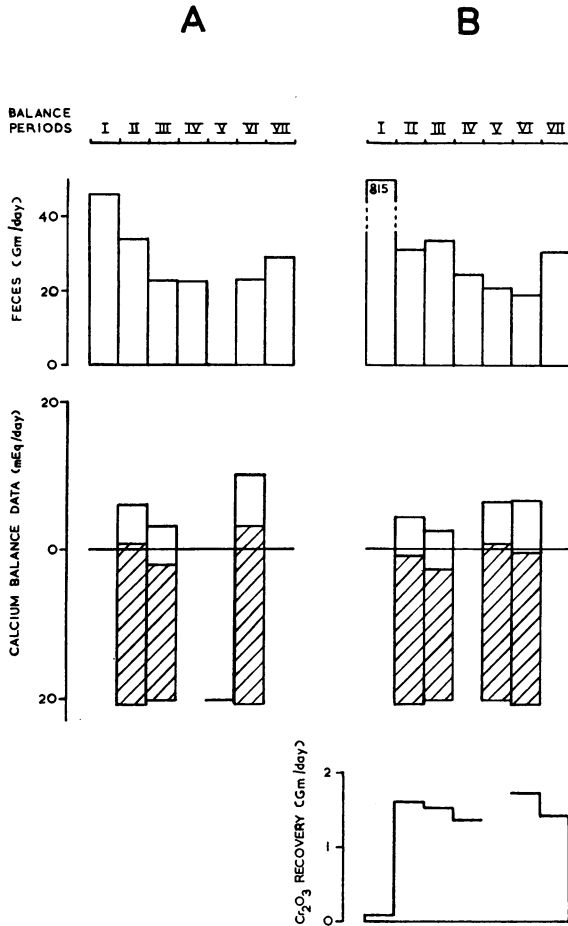 A B
BALANCE PERIODS I II III IV V VI VII I II III IV V VI VII
FECES (Gm/day)
40
20
0
815
CALCIUM BALANCE DATA (mEq/day)
20
0
20
Cr2O3 RECOVERY (Gm/day)
2
1
0